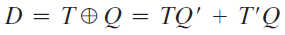 D = T ⊕ Q = TQ′ + T′Q